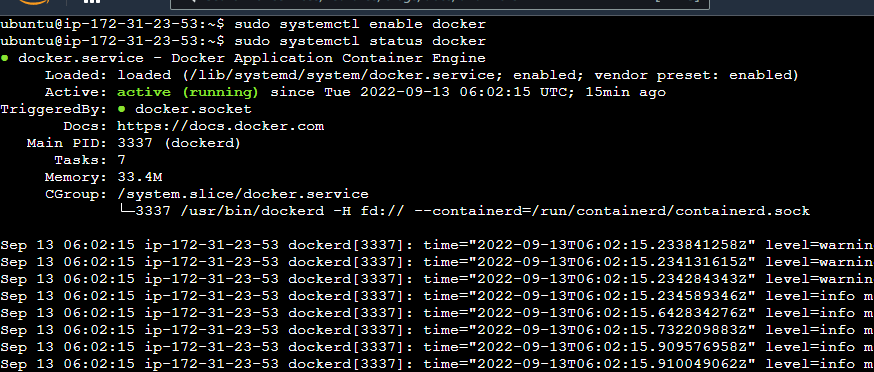 ubuntu@ip-172-31-23-53:~$ sudo systemctl enable docker
ubuntu@ip-172-31-23-53:~$ sudo systemctl status docker
● docker.service - Docker Application Container Engine
Loaded: loaded (/lib/systemd/system/docker.service; enabled; vendor preset: enabled)
Active: active (running) since Tue 2022-09-13 06:02:15 UTC; 15min ago
TriggeredBy: ● docker.socket
Docs: https://docs.docker.com
Main PID: 3337 (dockerd)
Tasks: 7
Memory: 33.4M
CGroup: /system.slice/docker.service
└─3337 /usr/bin/dockerd -H fd:// --containerd=/run/containerd/containerd.sock
Sep 13 06:02:15 ip-172-31-23-53 dockerd[3337]: time="2022-09-13T06:02:15.233841258Z" level=warnin
Sep 13 06:02:15 ip-172-31-23-53 dockerd[3337]: time="2022-09-13T06:02:15.234131615Z" level=warnin
Sep 13 06:02:15 ip-172-31-23-53 dockerd[3337]: time="2022-09-13T06:02:15.234284343Z" level=warnin
Sep 13 06:02:15 ip-172-31-23-53 dockerd[3337]: time="2022-09-13T06:02:15.234589346Z" level=info m
Sep 13 06:02:15 ip-172-31-23-53 dockerd[3337]: time="2022-09-13T06:02:15.642834276Z" level=info m
Sep 13 06:02:15 ip-172-31-23-53 dockerd[3337]: time="2022-09-13T06:02:15.732209883Z" level=info m
Sep 13 06:02:15 ip-172-31-23-53 dockerd[3337]: time="2022-09-13T06:02:15.909576958Z" level=info m
Sep 13 06:02:15 ip-172-31-23-53 dockerd[3337]: time="2022-09-13T06:02:15.910049062Z" level=info m